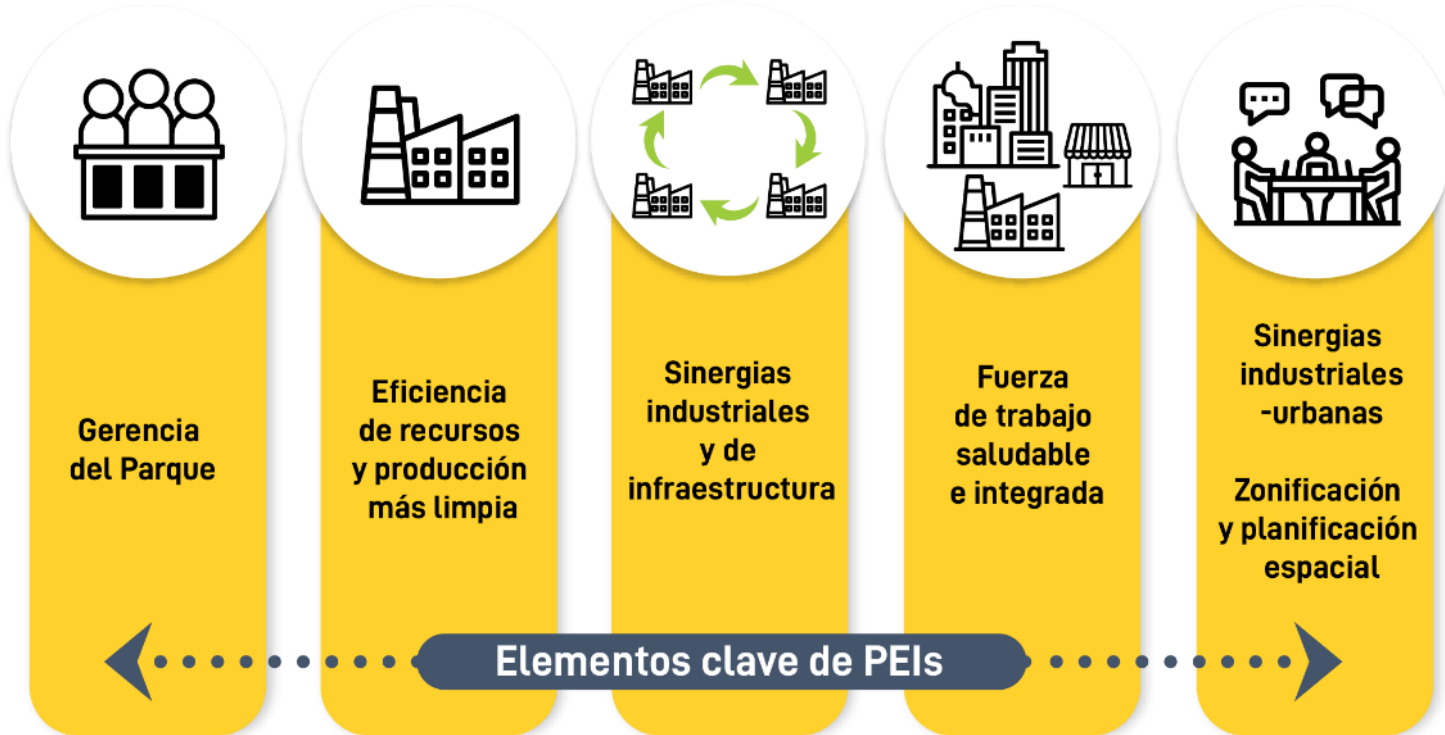 Gerencia
del Parque
Eficiencia
de recursos
y producción
más limpia
Sinergias
industriales
y de
infraestructura
Fuerza
de trabajo
saludable
e integrada
Sinergias
industriales
-urbanas
Zonificación
y planificación
espacial
Elementos clave de PEIs